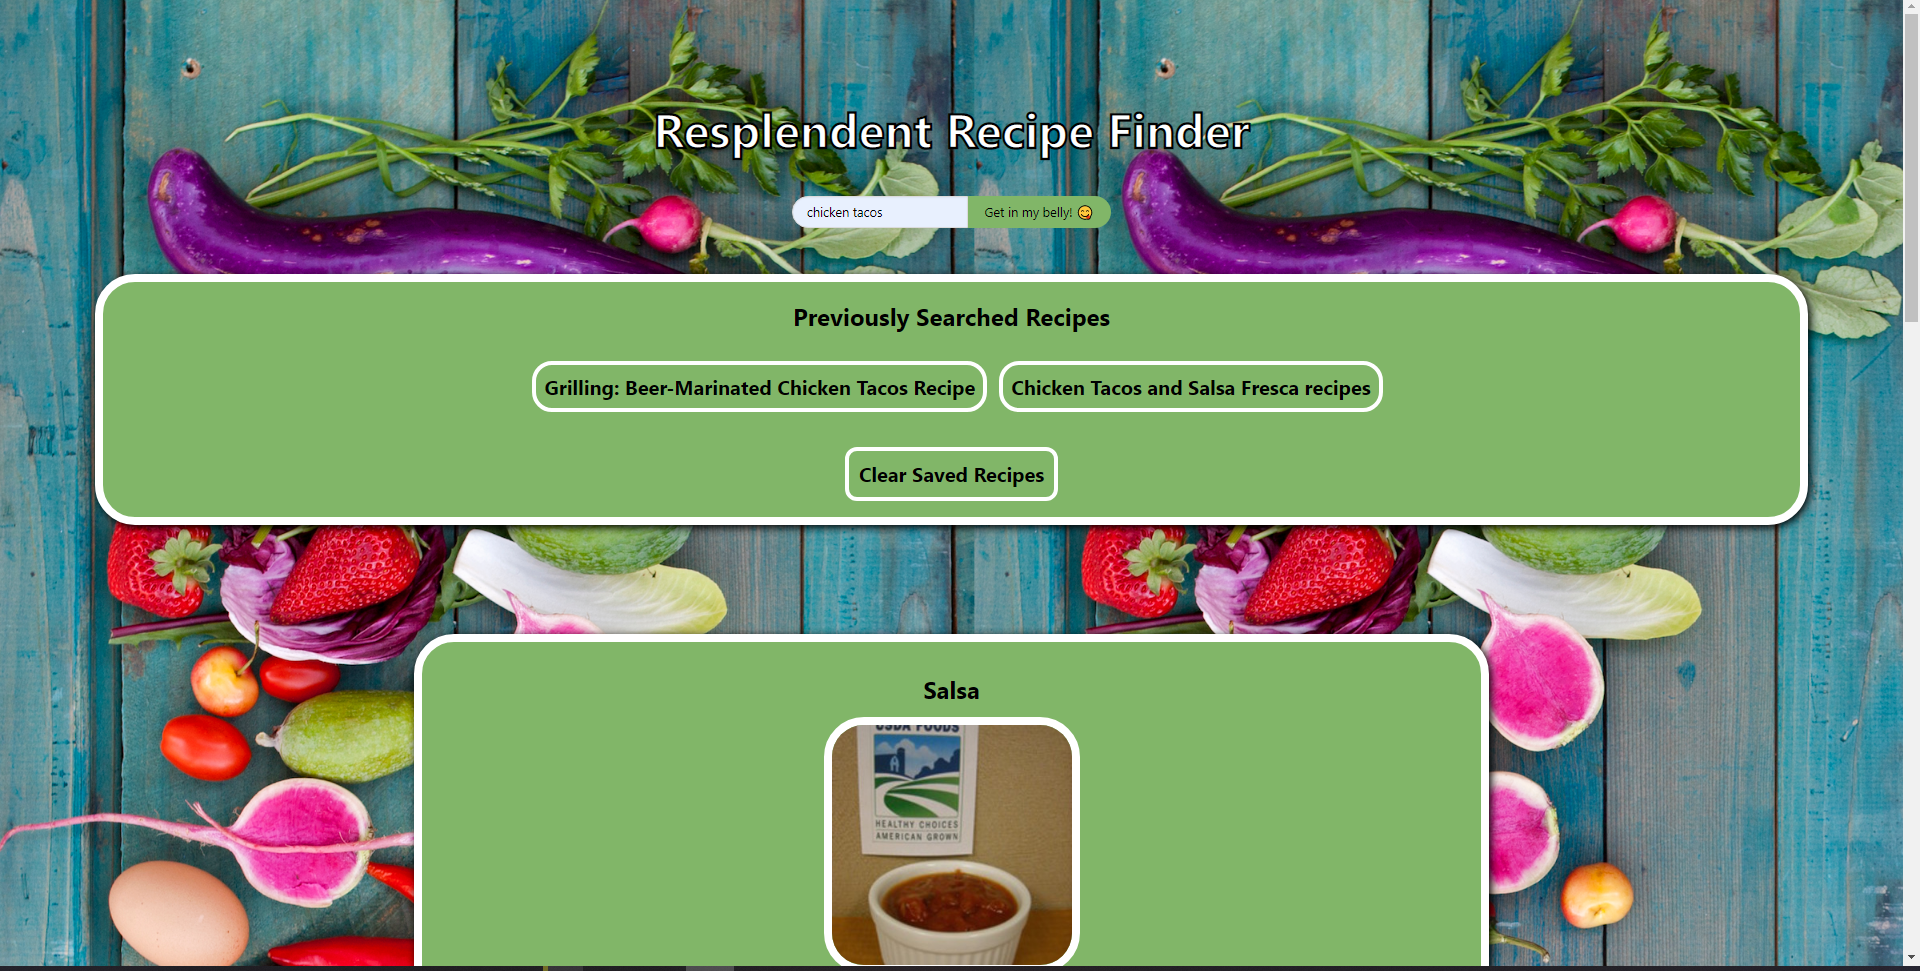 Resplendent Recipe Finder
chicken tacos
Get in my belly! 😋
Previously Searched Recipes
Grilling: Beer-Marinated Chicken Tacos Recipe
Chicken Tacos and Salsa Fresca recipes
Clear Saved Recipes
Salsa
USDA FOODS
HEALTHY CHOICES
AMERICAN GROWN